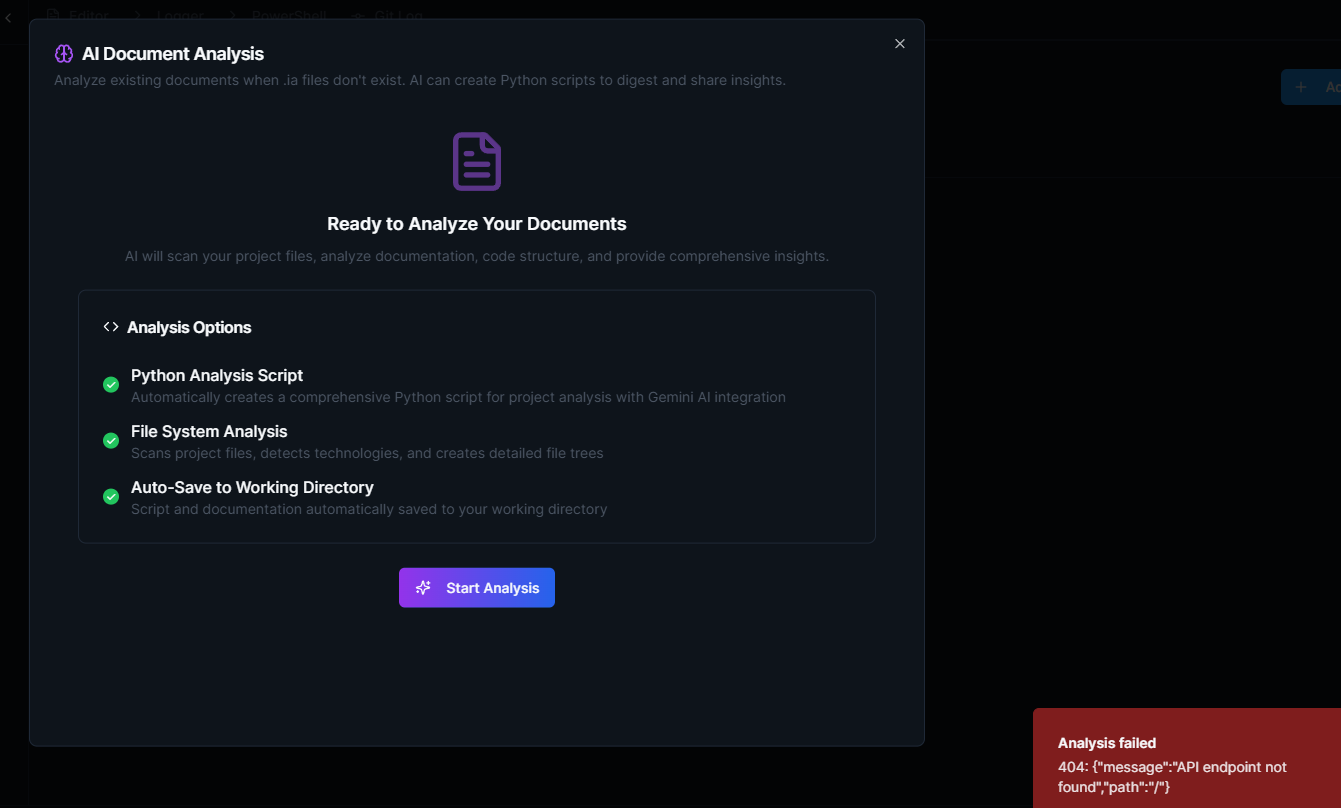 Editor Logger PowerShell Git Log
AI Document Analysis
Analyze existing documents when .ia files don't exist. AI can create Python scripts to digest and share insights.
Ready to Analyze Your Documents
AI will scan your project files, analyze documentation, code structure, and provide comprehensive insights.
Analysis Options
Python Analysis Script
Automatically creates a comprehensive Python script for project analysis with Gemini AI integration
File System Analysis
Scans project files, detects technologies, and creates detailed file trees
Auto-Save to Working Directory
Script and documentation automatically saved to your working directory
Start Analysis
Analysis failed
404: {"message":"API endpoint not
found","path":"/"}